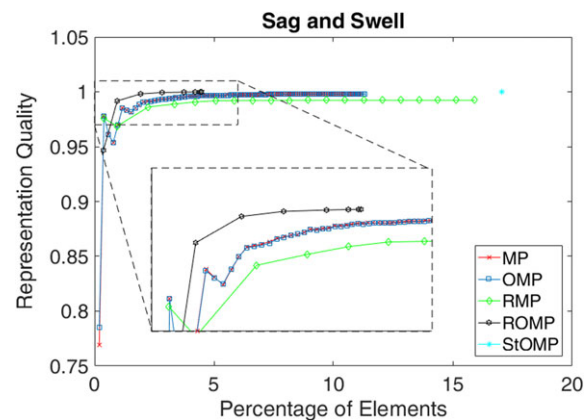 Sag and Swell
Representation Quality
1.05
1
0.95
0.9
0.85
0.8
0.75
0
5
10
15
20
Percentage of Elements
MP
OMP
RMP
ROMP
StOMP